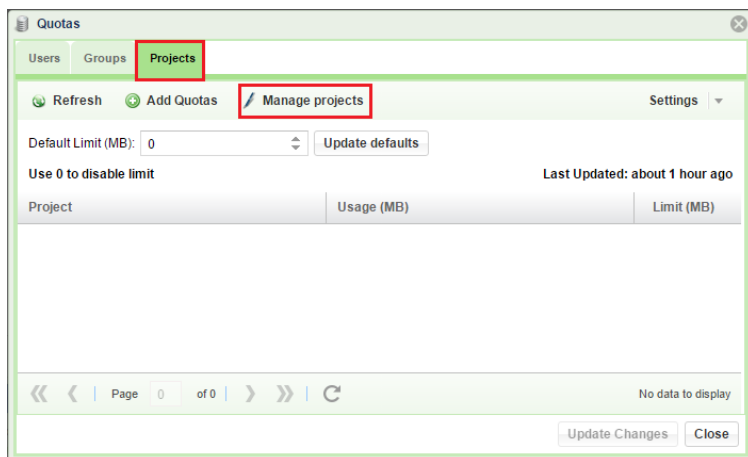 Quotas
Users Groups Projects
Refresh Add Quotas Manage projects Settings
Default Limit (MB): 0 Update defaults
Use 0 to disable limit Last Updated: about 1 hour ago
Project Usage (MB) Limit (MB)
Page 0 of 0 No data to display
Update Changes Close